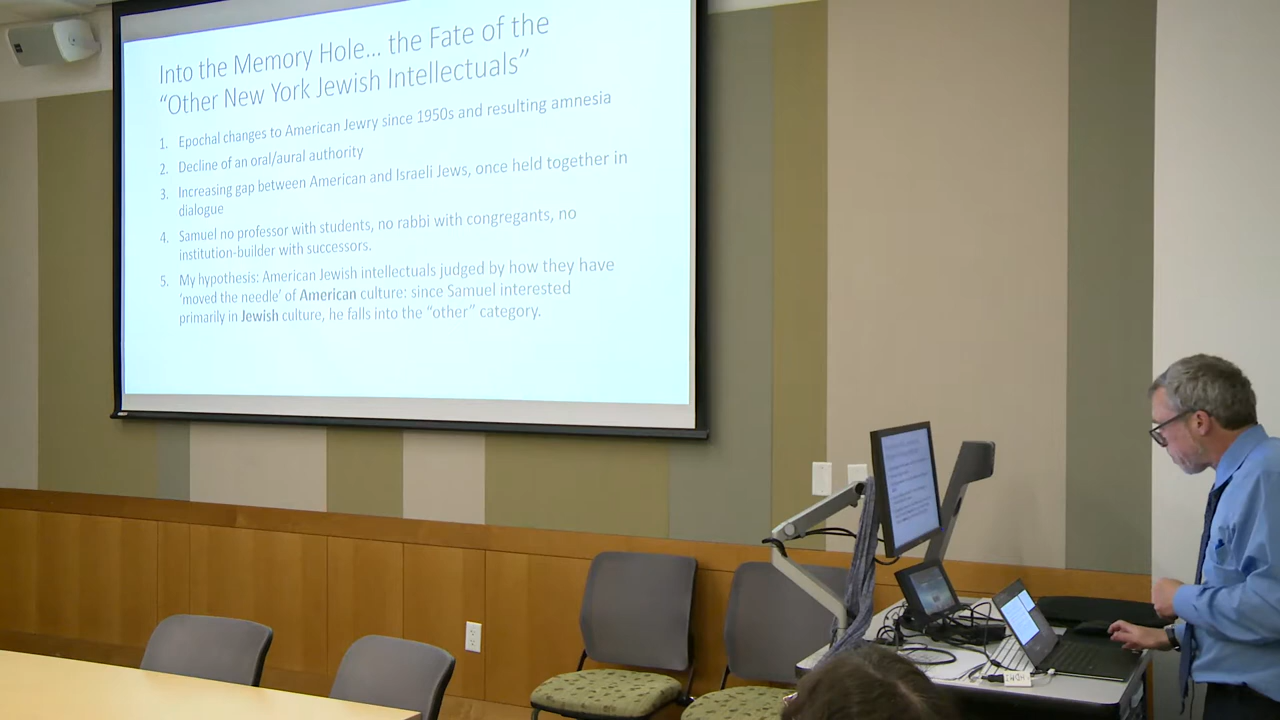 Into the Memory Hole... the Fate of the
“Other New York Jewish Intellectuals”
1. Epochal changes to American Jewry since 1950s and resulting amnesia
2. Decline of an oral/aural authority
3. Increasing gap between American and Israeli Jews, once held together in
dialogue
4. Samuel no professor with students, no rabbi with congregants, no
institution-builder with successors.
5. My hypothesis: American Jewish intellectuals judged by how they have
‘moved the needle’ of American culture: since Samuel interested
primarily in Jewish culture, he falls into the “other” category.